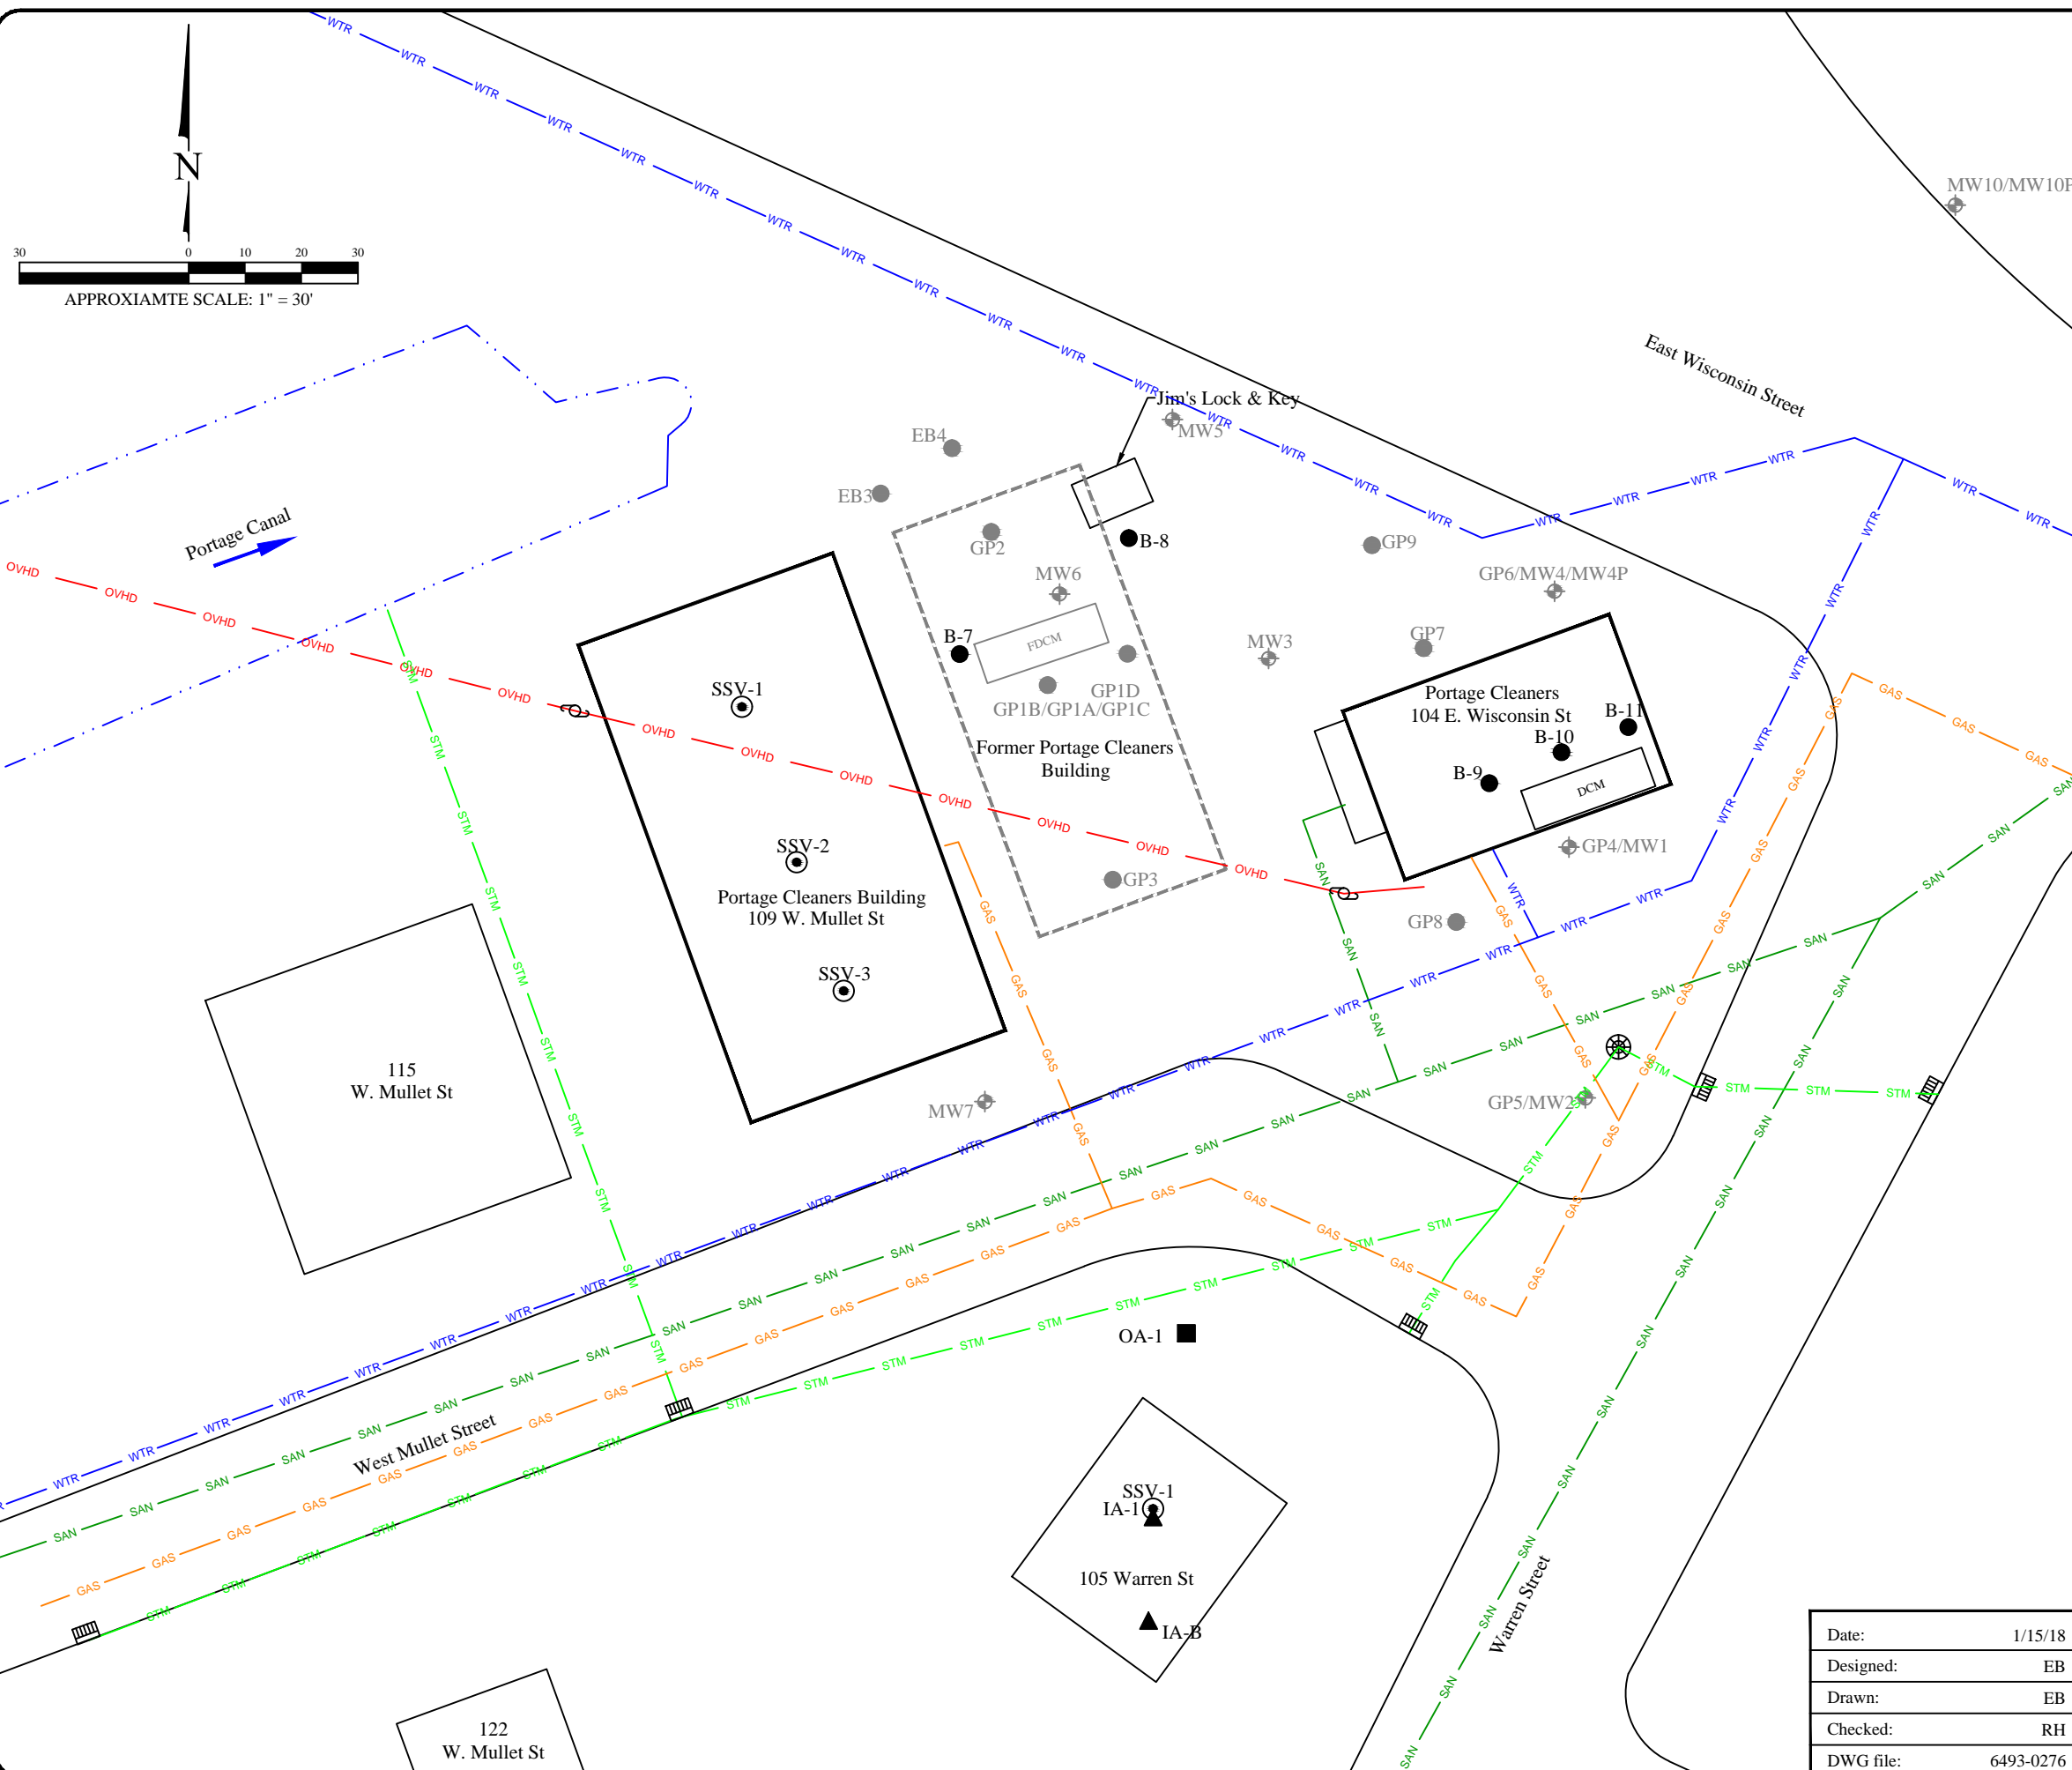 N
30 0 10 20 30
APPROXIAMTE SCALE: 1" = 30'
WTR
MW10/MW10P
East Wisconsin Street
Jim's Lock & Key
MW5
EB4
EB3
Portage Canal
GP2
B-8
GP9
MW6
GP6/MW4/MW4P
OVHD
B-7
FDCM
MW3
GP7
SSV-1
GP1D
GP1B/GP1A/GP1C
Portage Cleaners
104 E. Wisconsin St
B-11
B-10
Former Portage Cleaners
Building
B-9
DCM
GAS
SAN
STM
SSV-2
GP4/MW1
GP3
Portage Cleaners Building
109 W. Mullet St
GP8
SSV-3
115
W. Mullet St
MW7
GP5/MW2
OA-1
West Mullet Street
SSV-1
IA-1
105 Warren St
IA-B
Warren Street
122
W. Mullet St
Date: 1/15/18
Designed: EB
Drawn: EB
Checked: RH
DWG file: 6493-0276